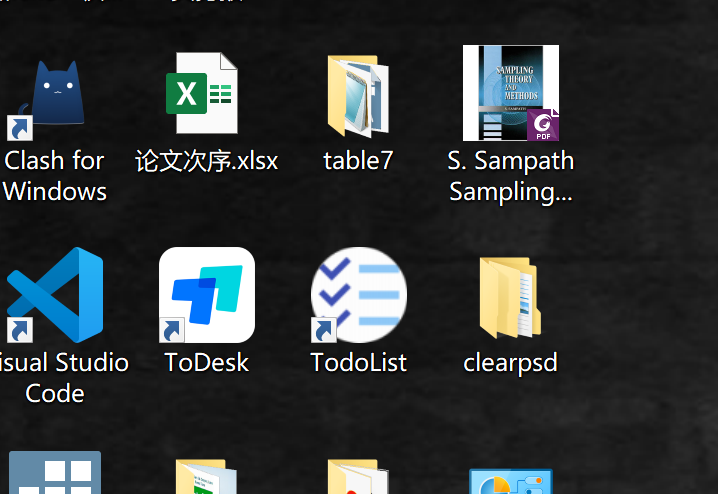 Clash for
Windows
论文次序.xlsx
table7
SAMPLING
THEORY
AND
METHODS
S. SAMPATH
PDF
S. Sampath
Sampling...
isual Studio
Code
ToDesk
TodoList
clearpsd